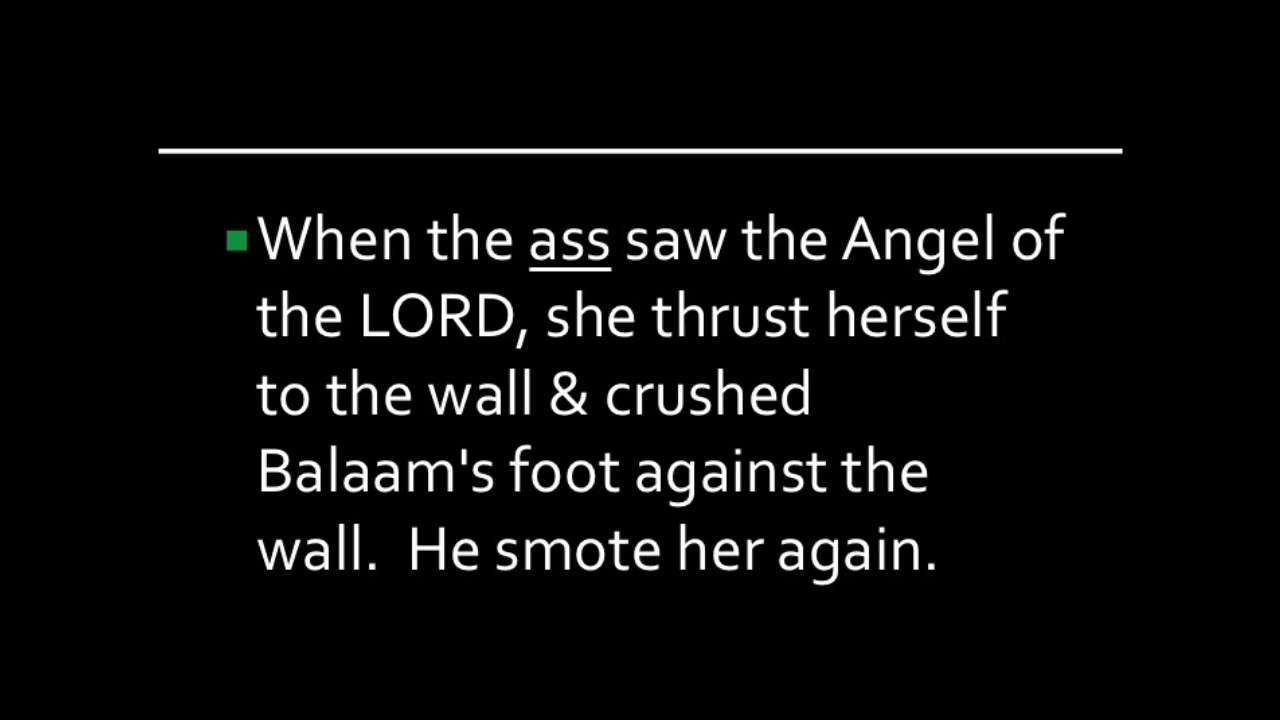 When the ass saw the Angel of
the LORD, she thrust herself
to the wall & crushed
Balaam's foot against the
wall.  He smote her again.